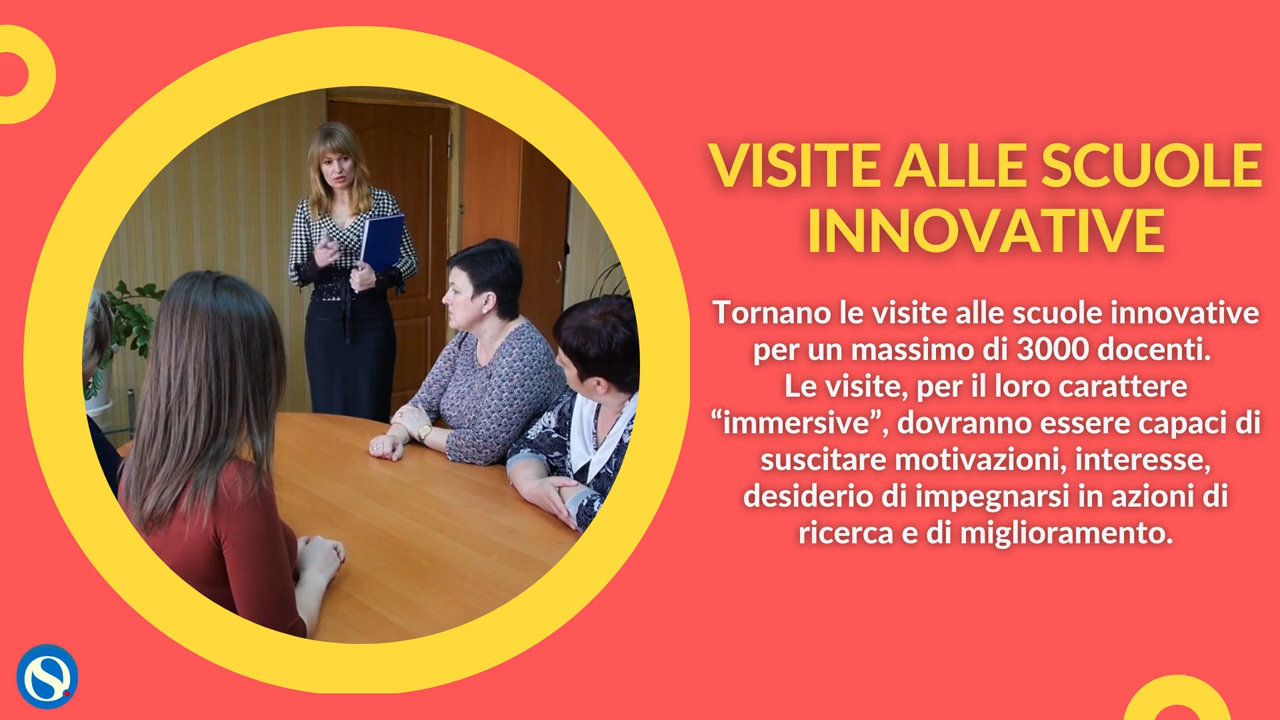 VISITE ALLE SCUOLE
INNOVATIVE
Tornano le visite alle scuole innovative
per un massimo di 3000 docenti.
Le visite, per il loro carattere
“immersive”, dovranno essere capaci di
suscitare motivazioni, interesse,
desiderio di impegnarsi in azioni di
ricerca e di miglioramento.
S.